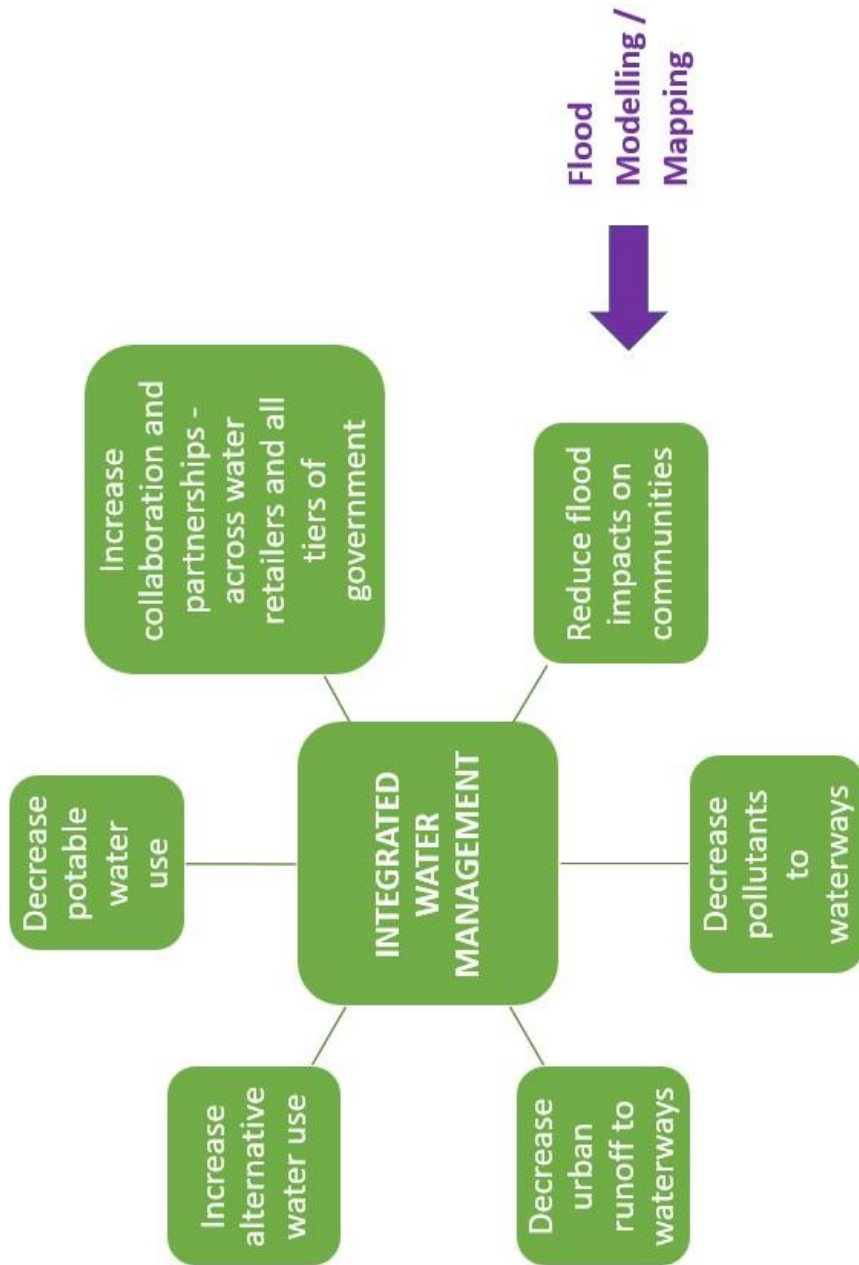 Decrease
potable
water
use
Increase
collaboration and
partnerships -
across water
retailers and all
tiers of
government
Increase
alternative
water use
INTEGRATED
WATER
MANAGEMENT
Decrease
urban
runoff to
waterways
Reduce flood
impacts on
communities
Flood
Modelling /
Mapping
Decrease
pollutants
to
waterways